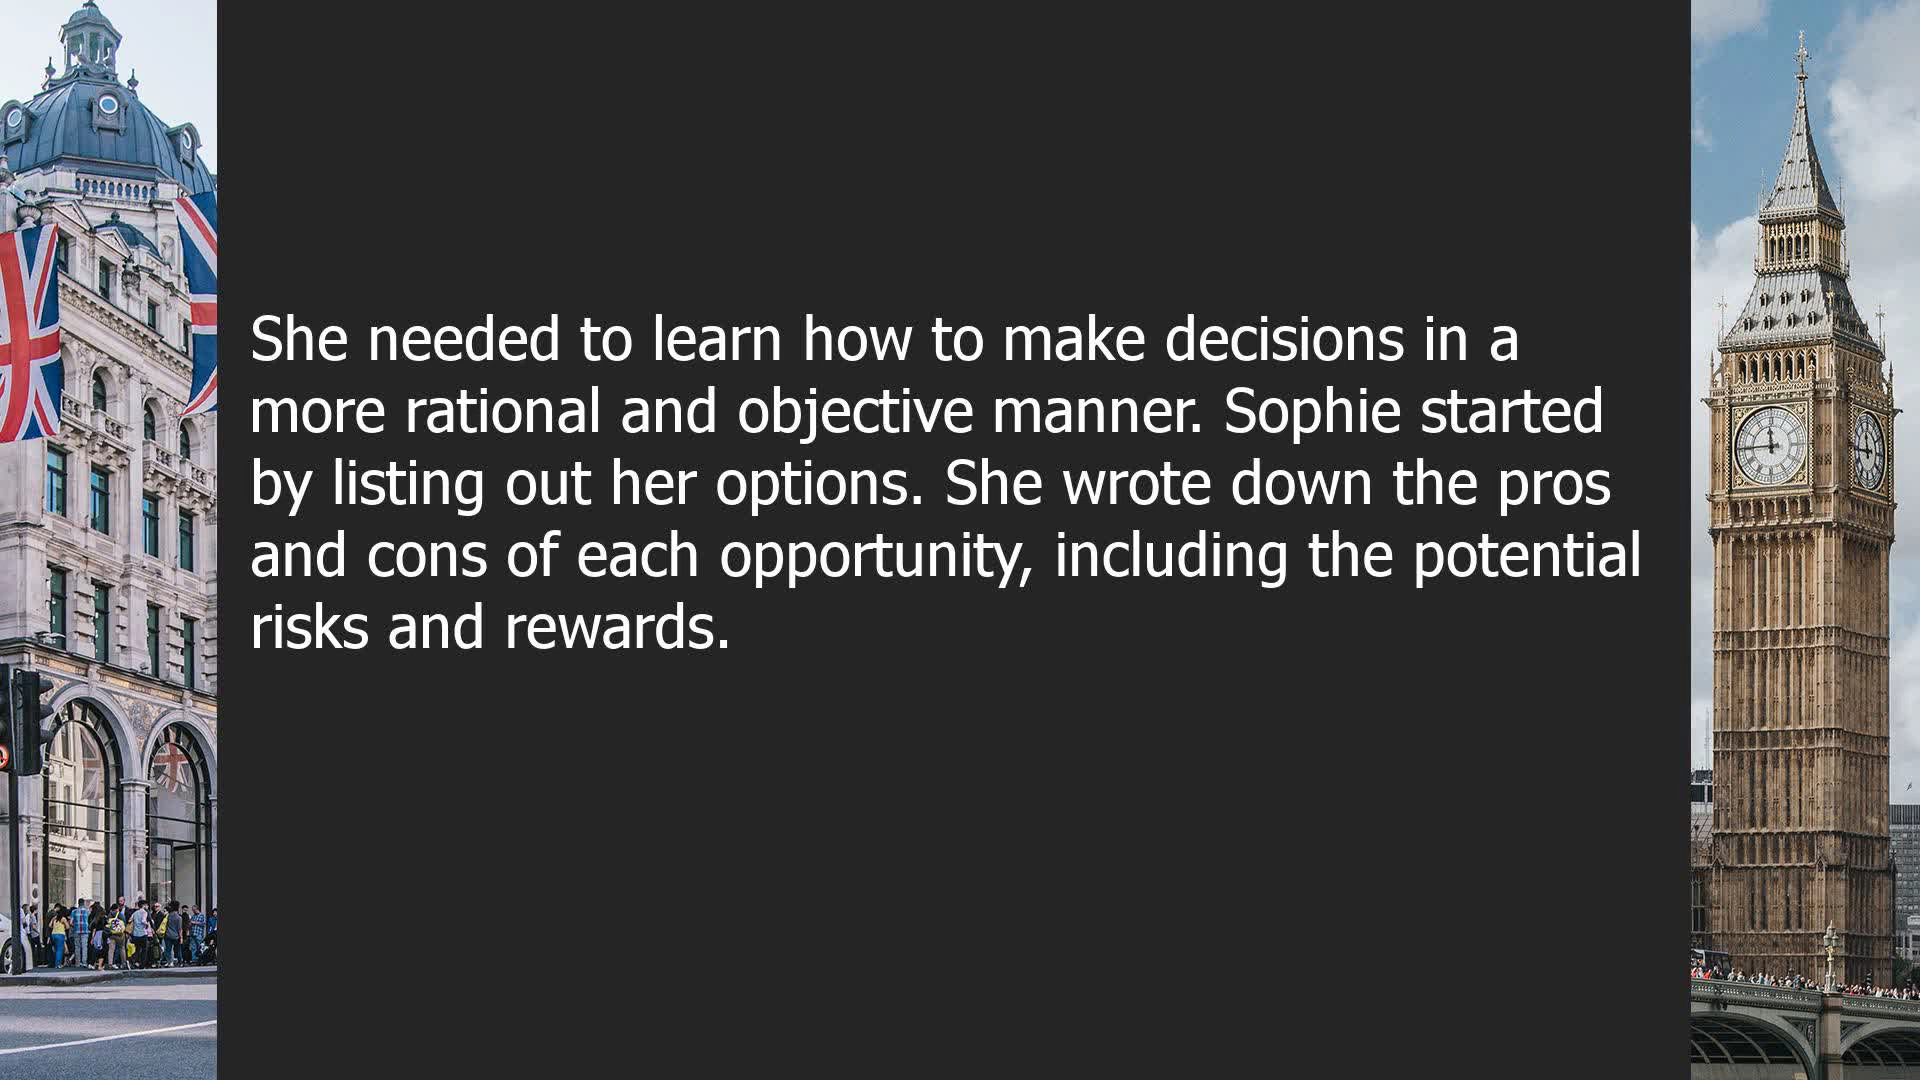 She needed to learn how to make decisions in a
more rational and objective manner. Sophie started
by listing out her options. She wrote down the pros
and cons of each opportunity, including the potential
risks and rewards.